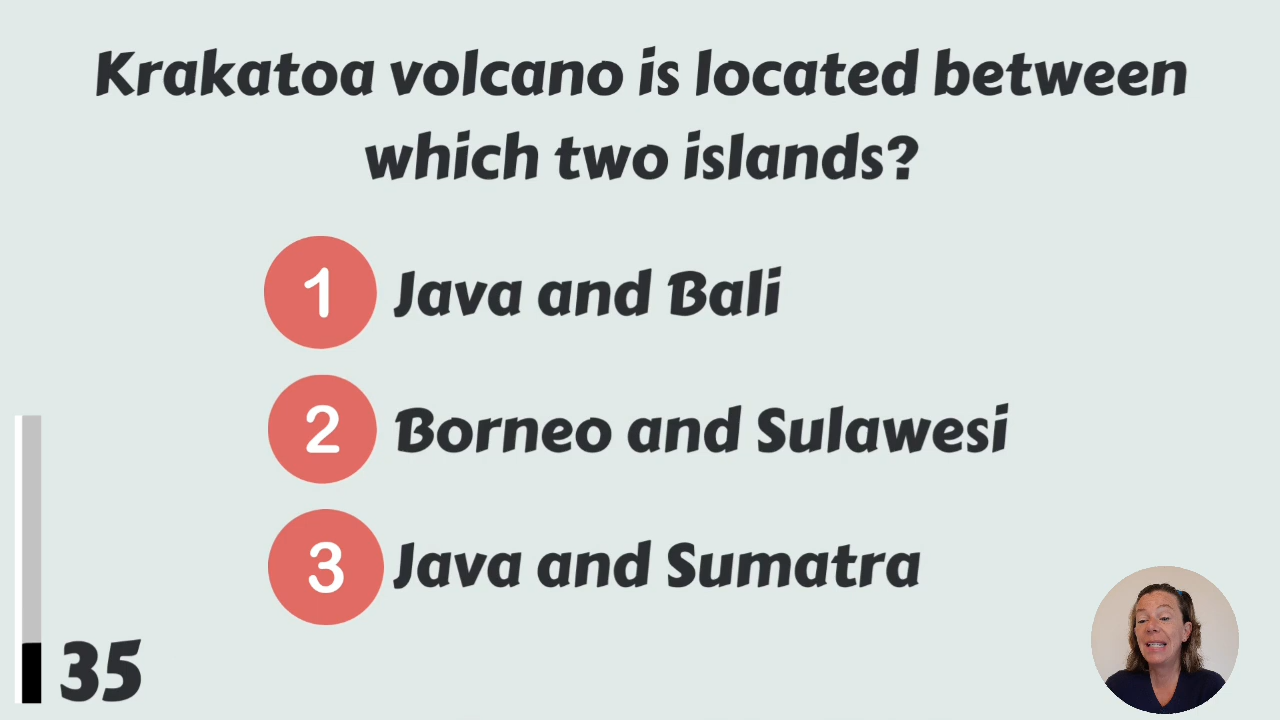 Krakatoa volcano is located between
which two islands?
1 Java and Bali
2 Borneo and Sulawesi
3 Java and Sumatra
35